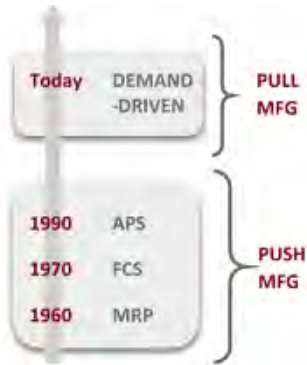 Today DEMAND
-DRIVEN
PULL
MFG
1990 APS
1970 FCS
1960 MRP
PUSH
MFG